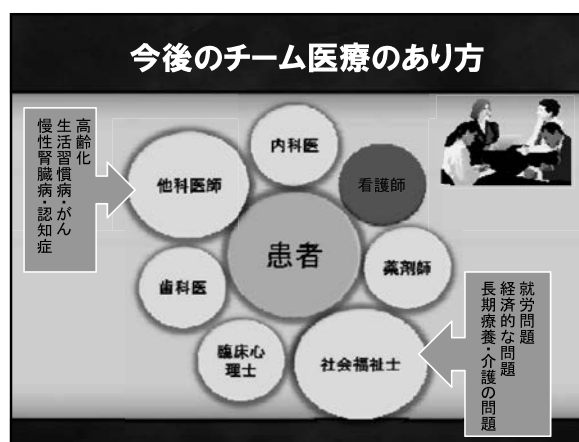 今後のチーム医療のあり方
高齢化
生活習慣病・がん
慢性腎臓病・認知症
内科医
他科医師
看護師
患者
薬剤師
歯科医
臨床心
理士
社会福祉士
就労問題
経済的な問題
長期療養・介護の問題